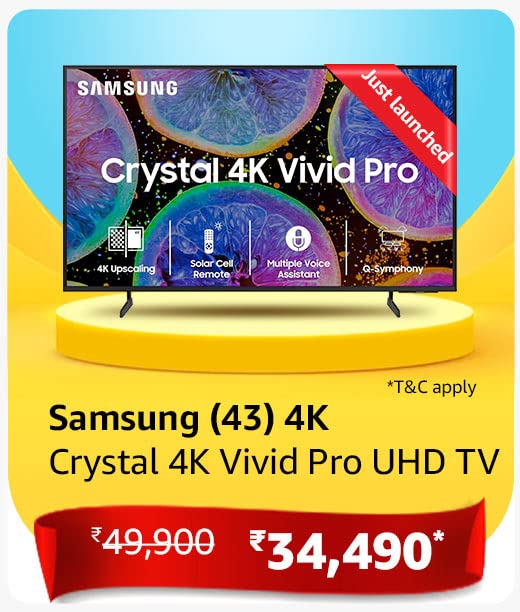 SAMSUNG
Just launched
Crystal 4K Vivid Pro
4K Upscaling
Solar Cell
Remote
Multiple Voice
Assistant
Q-Symphony
*T&C apply
Samsung (43) 4K
Crystal 4K Vivid Pro UHD TV
₹49,900 ₹34,490*